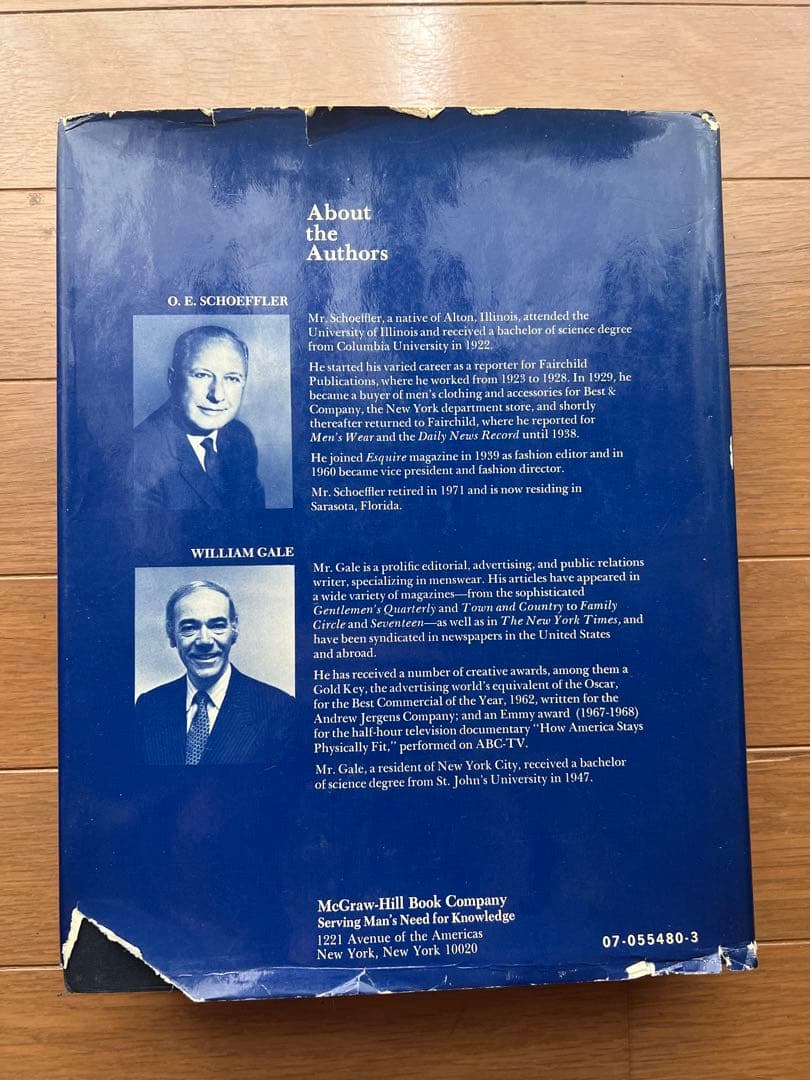 About
the
Authors
O. E. SCHOEFFLER
Mr. Schoeffler, a native of Alton, Illinois, attended the
University of Illinois and received a bachelor of science degree
from Columbia University in 1922.
He started his varied career as a reporter for Fairchild
Publications, where he worked from 1923 to 1928. In 1929, he
became a buyer of men's clothing and accessories for Best &
Company, the New York department store, and shortly
thereafter returned to Fairchild, where he reported for
Men's Wear and the Daily News Record until 1938.
He joined Esquire magazine in 1939 as fashion editor and in
1960 became vice president and fashion director.
Mr. Schoeffler retired in 1971 and is now residing in
Sarasota, Florida.
WILLIAM GALE
Mr. Gale is a prolific editorial, advertising, and public relations
writer, specializing in menswear. His articles have appeared in
a wide variety of magazines—from the sophisticated
Gentlemen's Quarterly and Town and Country to Family
Circle and Seventeen—as well as in The New York Times, and
have been syndicated in newspapers in the United States
and abroad.
He has received a number of creative awards, among them a
Gold Key, the advertising world's equivalent of the Oscar,
for the Best Commercial of the Year, 1962, written for the
Andrew Jergens Company; and an Emmy award (1967-1968)
for the half-hour television documentary "How America Stays
Physically Fit," performed on ABC-TV.
Mr. Gale, a resident of New York City, received a bachelor
of science degree from St. John's University in 1947.
McGraw-Hill Book Company
Serving Man's Need for Knowledge
1221 Avenue of the Americas
New York, New York 10020
07-055480-3